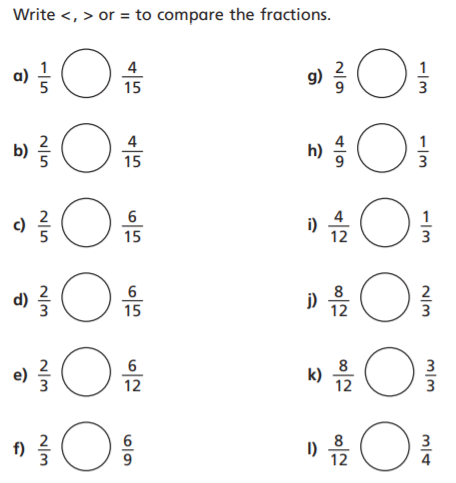 Write <, > or = to compare the fractions.
a) 1/5 ◯ 4/15
b) 2/5 ◯ 4/15
c) 2/5 ◯ 6/15
d) 2/3 ◯ 6/15
e) 2/3 ◯ 6/12
f) 2/3 ◯ 6/9
g) 2/9 ◯ 1/3
h) 4/9 ◯ 1/3
i) 4/12 ◯ 1/3
j) 8/12 ◯ 2/3
k) 8/12 ◯ 3/3
l) 8/12 ◯ 3/4